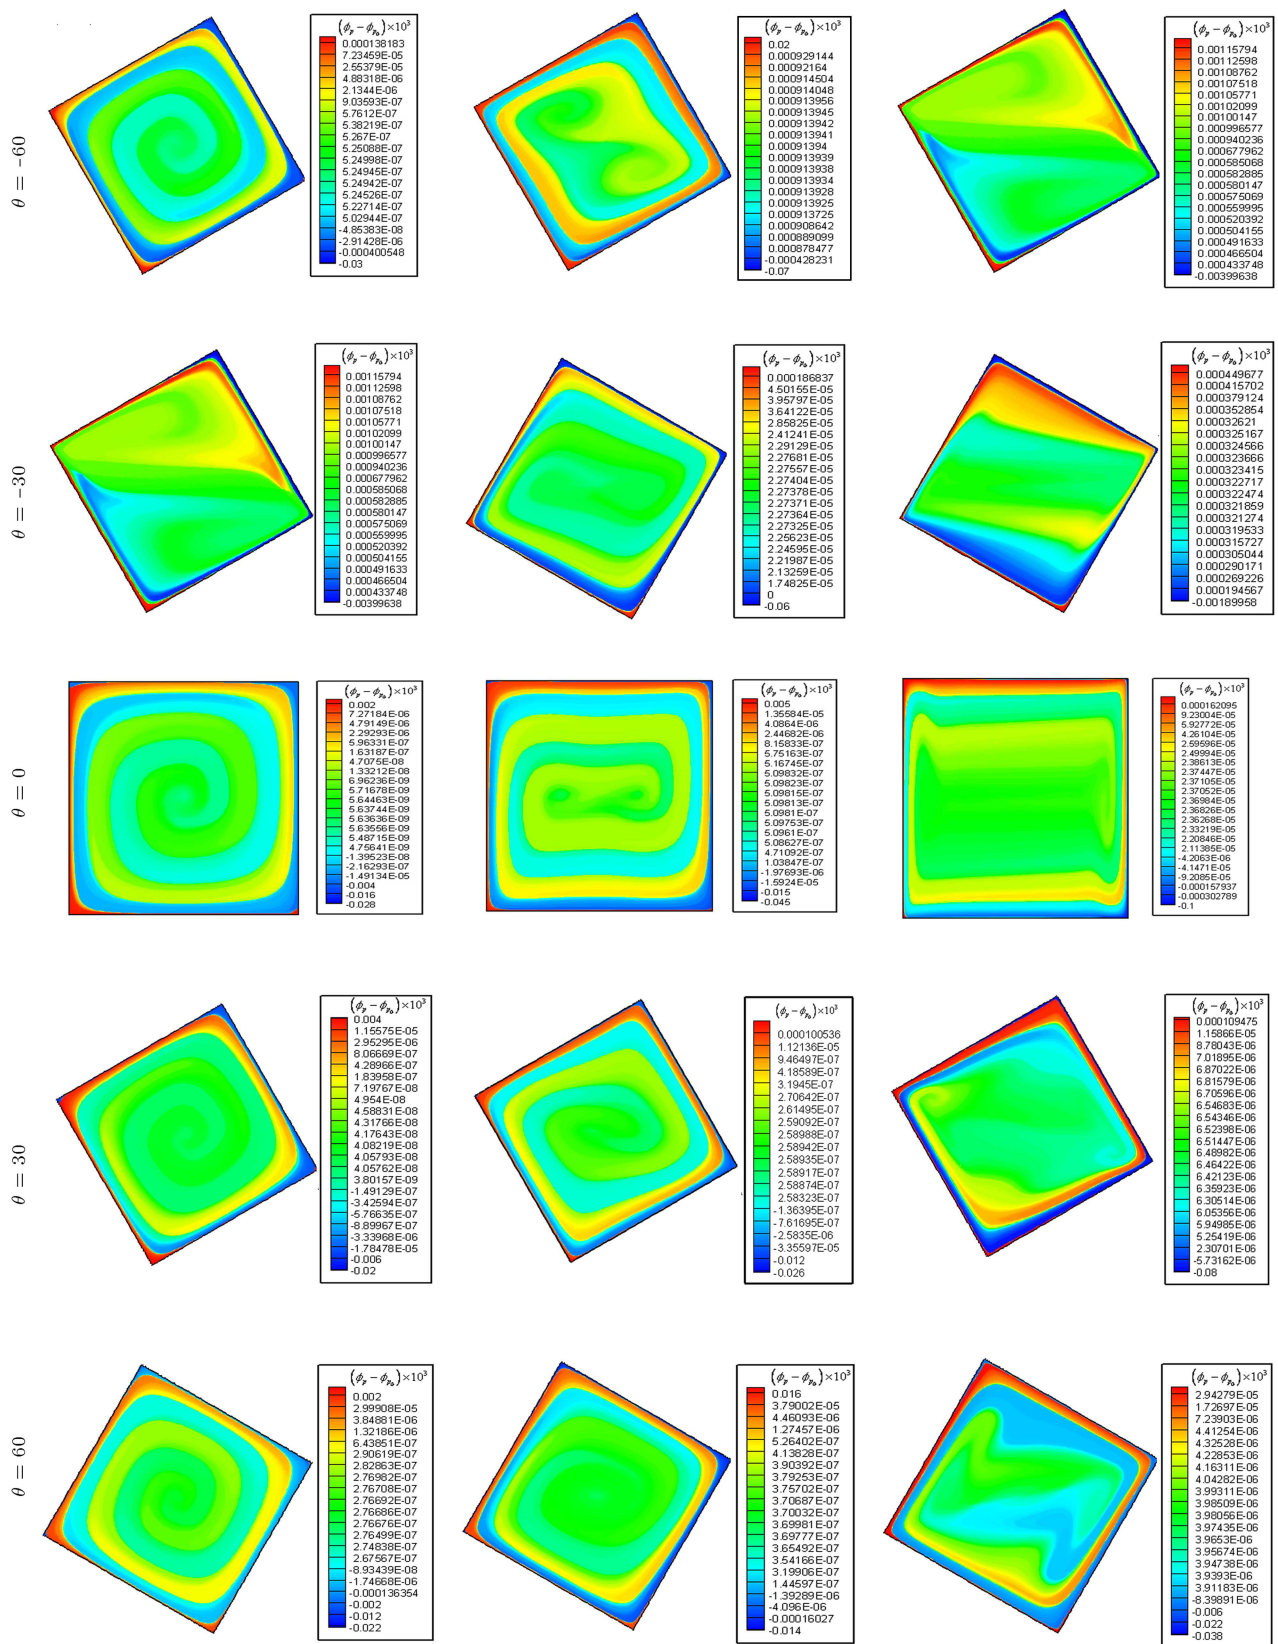 θ = -60
(ϕp − ϕp0)×10³
0.000138183
7.23459E-05
2.55379E-05
4.88318E-06
2.1344E-06
9.03593E-07
5.7612E-07
5.38219E-07
5.267E-07
5.25088E-07
5.24998E-07
5.24945E-07
5.24942E-07
5.24526E-07
5.22714E-07
5.02944E-07
-4.85383E-08
-2.91428E-06
-0.000400548
-0.03
(ϕp − ϕp0)×10³
0.02
0.000929144
0.00092164
0.000914504
0.000914048
0.000913956
0.000913945
0.000913942
0.000913941
0.00091394
0.000913939
0.000913938
0.000913934
0.000913928
0.000913925
0.000913725
0.000908642
0.000889099
0.000878477
-0.000428231
-0.07
(ϕp − ϕp0)×10³
0.00115794
0.00112598
0.00108762
0.00107518
0.00105771
0.00102099
0.00100147
0.000996577
0.000940236
0.000677962
0.000585068
0.000582885
0.000580147
0.000575069
0.000559995
0.000520392
0.000504155
0.000491633
0.000466504
0.000433748
-0.00399638
θ = -30
(ϕp − ϕp0)×10³
0.00115794
0.00112598
0.00108762
0.00107518
0.00105771
0.00102099
0.00100147
0.000996577
0.000940236
0.000677962
0.000585068
0.000582885
0.000580147
0.000575069
0.000559995
0.000520392
0.000504155
0.000491633
0.000466504
0.000433748
-0.00399638
(ϕp − ϕp0)×10³
0.000186837
4.50155E-05
3.95797E-05
3.64122E-05
2.85825E-05
2.41241E-05
2.29129E-05
2.27681E-05
2.27557E-05
2.27404E-05
2.27378E-05
2.27371E-05
2.27364E-05
2.27325E-05
2.25623E-05
2.24595E-05
2.21987E-05
2.13259E-05
1.74825E-05
0
-0.06
(ϕp − ϕp0)×10³
0.000449677
0.000415702
0.000379124
0.000352854
0.00032621
0.000325167
0.000324566
0.000323666
0.000323415
0.000322717
0.000322474
0.000321859
0.000321274
0.000319533
0.000315727
0.000305044
0.000290171
0.000269226
0.000194567
-0.00189958
θ = 0
(ϕp − ϕp0)×10³
0.002
7.27184E-06
4.79149E-06
2.29293E-06
5.96331E-07
1.63187E-07
4.7075E-08
1.33212E-08
6.96236E-09
5.71678E-09
5.64463E-09
5.63744E-09
5.63636E-09
5.63556E-09
5.48715E-09
4.75641E-09
-1.39523E-08
-2.16293E-07
-1.49134E-05
-0.004
-0.016
-0.028
(ϕp − ϕp0)×10³
0.005
1.35584E-05
4.0864E-06
2.44682E-06
8.15833E-07
5.75163E-07
5.16745E-07
5.09832E-07
5.09823E-07
5.09815E-07
5.09813E-07
5.0981E-07
5.09753E-07
5.0961E-07
5.08627E-07
4.71092E-07
1.03847E-07
-1.97693E-06
-1.5924E-05
-0.015
-0.045
(ϕp − ϕp0)×10³
0.000162095
9.23004E-05
5.92772E-05
4.26104E-05
2.59596E-05
2.49994E-05
2.38613E-05
2.37447E-05
2.37105E-05
2.37052E-05
2.36984E-05
2.36826E-05
2.36268E-05
2.33219E-05
2.20846E-05
2.11385E-05
-4.2063E-06
-4.1471E-05
-9.2085E-05
-0.000157937
-0.000302789
-0.1
θ = 30
(ϕp − ϕp0)×10³
0.004
1.15575E-05
2.95295E-06
8.06669E-07
4.28966E-07
1.83958E-07
7.19767E-08
4.954E-08
4.58831E-08
4.31766E-08
4.17643E-08
4.08219E-08
4.05793E-08
4.05762E-08
3.80157E-09
-1.49129E-07
-3.42594E-07
-5.76635E-07
-8.89967E-07
-3.33968E-06
-1.78478E-05
-0.006
-0.02
(ϕp − ϕp0)×10³
0.000100536
1.12136E-05
9.46497E-07
4.18589E-07
3.1945E-07
2.70642E-07
2.61495E-07
2.59092E-07
2.58988E-07
2.58942E-07
2.58935E-07
2.58917E-07
2.58874E-07
2.58323E-07
-1.36395E-07
-7.61695E-07
-2.5835E-06
-3.35597E-05
-0.012
-0.026
(ϕp − ϕp0)×10³
0.000109475
1.15866E-05
8.78043E-06
7.01895E-06
6.87022E-06
6.81579E-06
6.70596E-06
6.54683E-06
6.54346E-06
6.52398E-06
6.51447E-06
6.48982E-06
6.46422E-06
6.42123E-06
6.35923E-06
6.30514E-06
6.05356E-06
5.94985E-06
5.25419E-06
2.30701E-06
-5.73162E-06
-0.08
θ = 60
(ϕp − ϕp0)×10³
0.002
2.99908E-05
3.84881E-06
1.32186E-06
6.43851E-07
2.90619E-07
2.82863E-07
2.76982E-07
2.76708E-07
2.76692E-07
2.76686E-07
2.76676E-07
2.76499E-07
2.74838E-07
2.67567E-07
-8.93439E-08
-1.74668E-06
-0.000136354
-0.002
-0.012
-0.022
(ϕp − ϕp0)×10³
0.016
3.79002E-05
4.46093E-06
1.27457E-06
5.26402E-07
4.13828E-07
3.90392E-07
3.79253E-07
3.75702E-07
3.70687E-07
3.70032E-07
3.69981E-07
3.69777E-07
3.65492E-07
3.54166E-07
3.19906E-07
1.44597E-07
-1.39289E-06
-4.096E-06
-0.00016027
-0.014
(ϕp − ϕp0)×10³
2.94279E-05
1.72697E-05
7.23903E-06
4.41254E-06
4.32528E-06
4.22853E-06
4.16311E-06
4.04282E-06
3.99311E-06
3.98509E-06
3.98056E-06
3.97435E-06
3.9653E-06
3.95674E-06
3.94738E-06
3.9393E-06
3.91183E-06
-8.39891E-06
-0.006
-0.022
-0.038